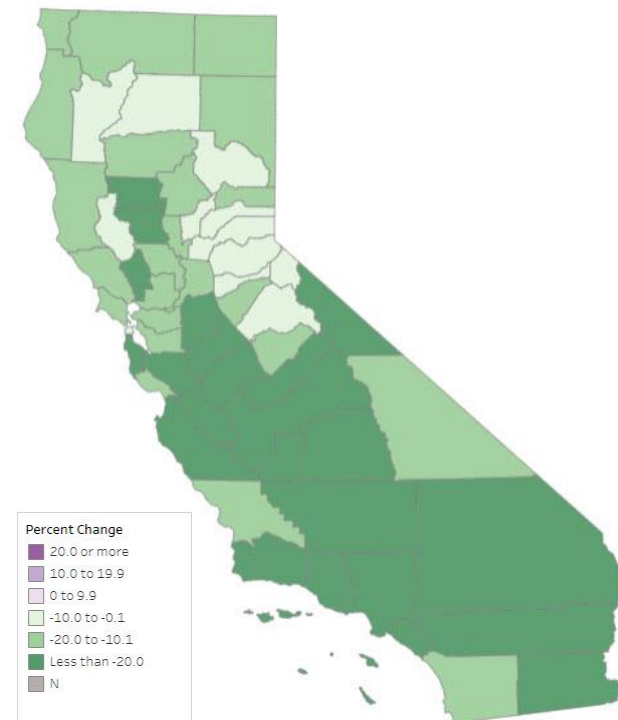 Percent Change
20.0 or more
10.0 to 19.9
0 to 9.9
-10.0 to -0.1
-20.0 to -10.1
Less than -20.0
N